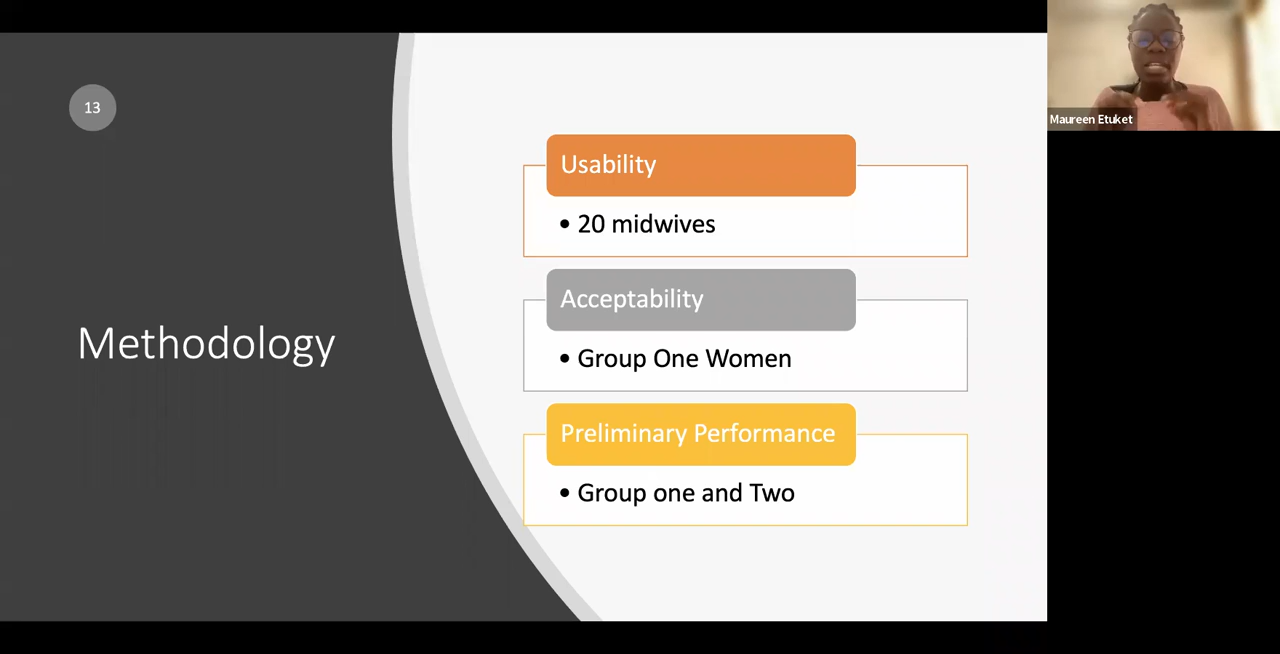 13
Methodology
Usability
• 20 midwives
Acceptability
• Group One Women
Preliminary Performance
• Group one and Two
Maureen Etuket